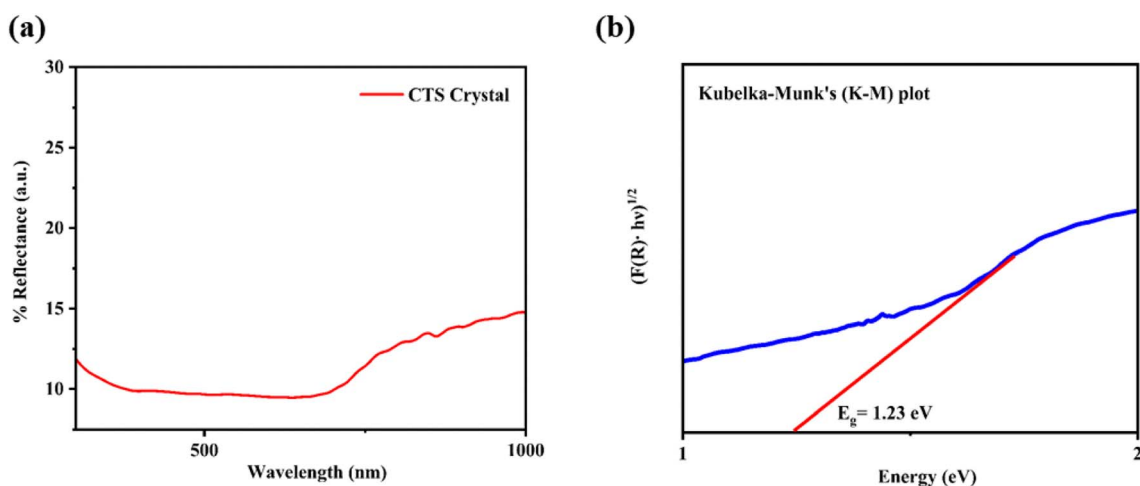 (a)
% Reflectance (a.u.)
30
25
20
15
10
CTS Crystal
500
1000
Wavelength (nm)
(b)
(F(R)· hν)^1/2
Kubelka-Munk's (K-M) plot
E_g= 1.23 eV
1
2
Energy (eV)